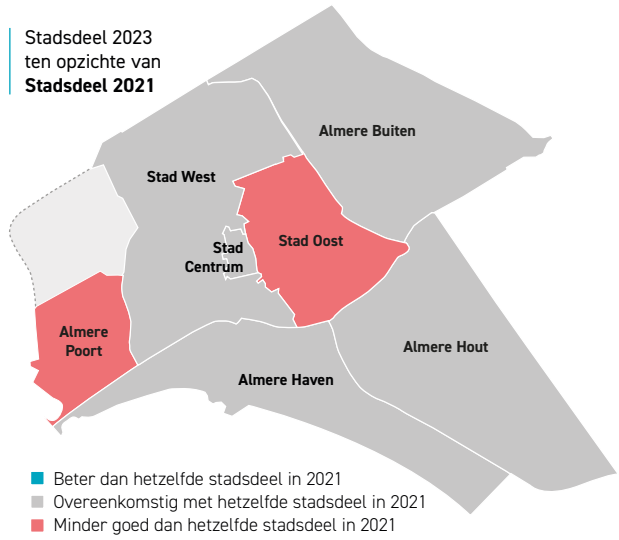 Stadsdeel 2023
ten opzichte van
Stadsdeel 2021
Almere Buiten
Stad West
Stad Oost
Stad
Centrum
Almere
Poort
Almere Hout
Almere Haven
Beter dan hetzelfde stadsdeel in 2021
Overeenkomstig met hetzelfde stadsdeel in 2021
Minder goed dan hetzelfde stadsdeel in 2021